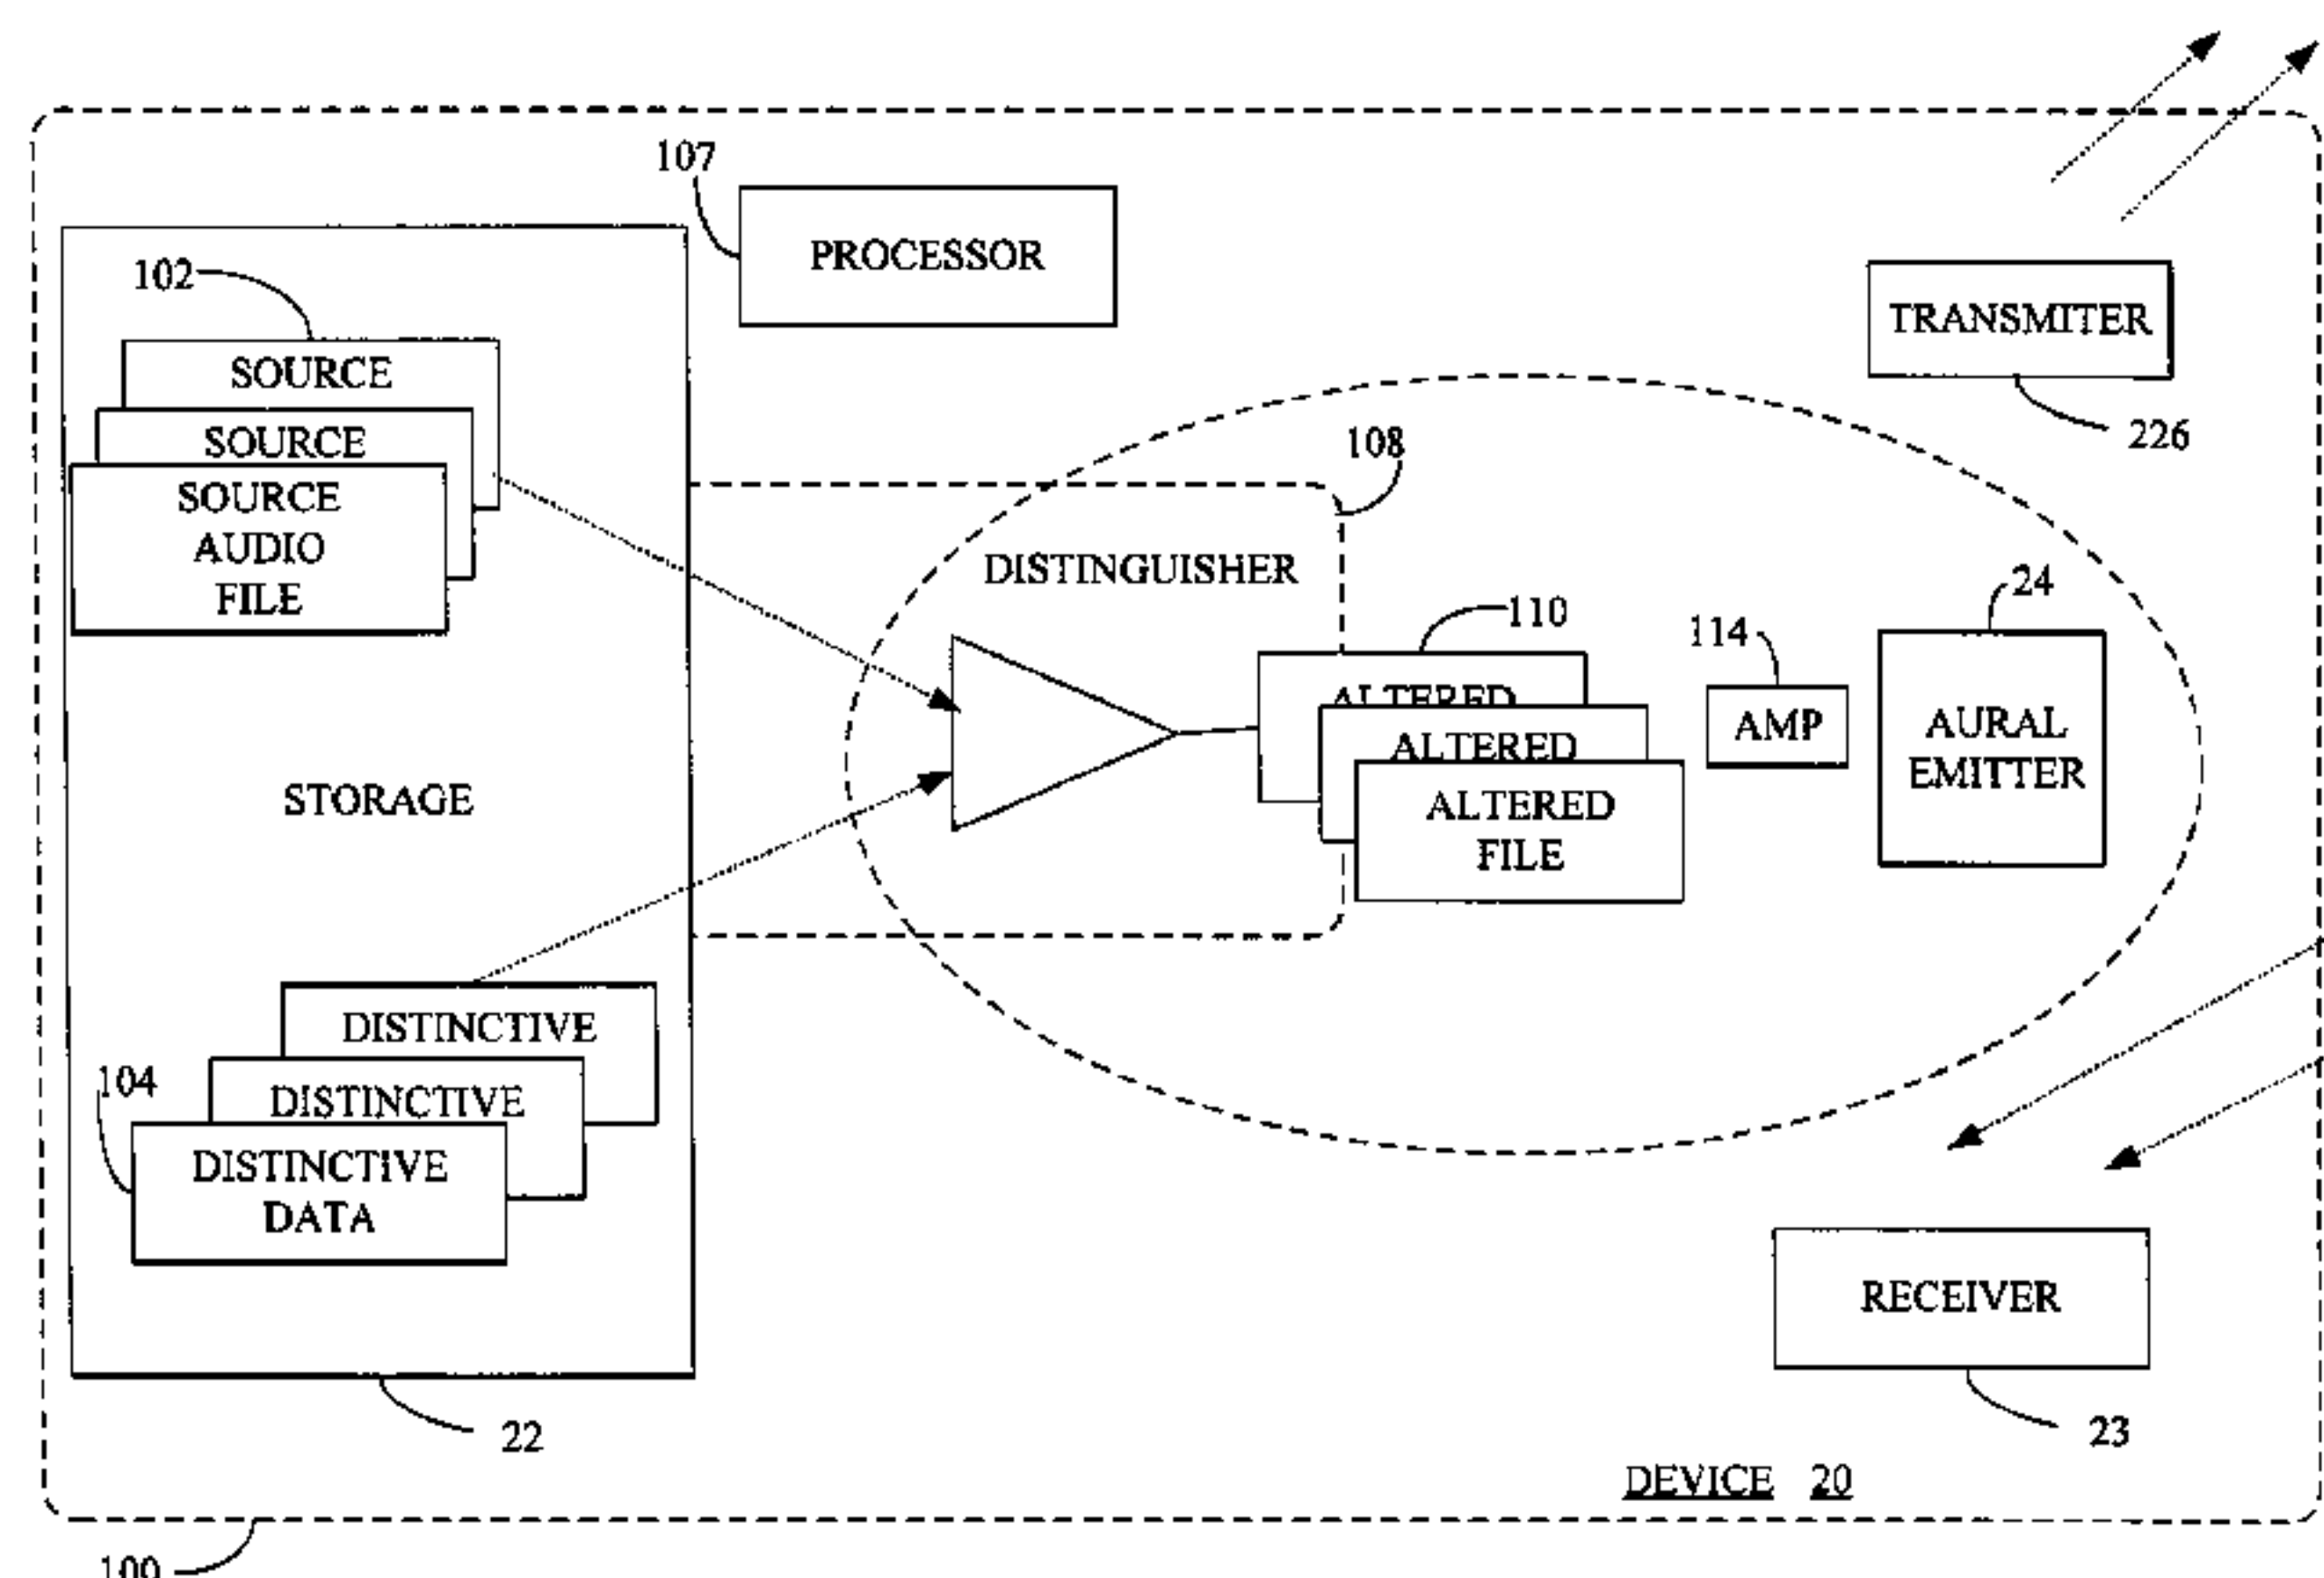 107
PROCESSOR
102
SOURCE
SOURCE
SOURCE
AUDIO
FILE
TRANSMITER
226
108
DISTINGUISHER
110
ALTERED
ALTERED
ALTERED
FILE
114
AMP
24
AURAL
EMITTER
STORAGE
DISTINCTIVE
DISTINCTIVE
104
DISTINCTIVE
DATA
RECEIVER
22
23
DEVICE 20
100